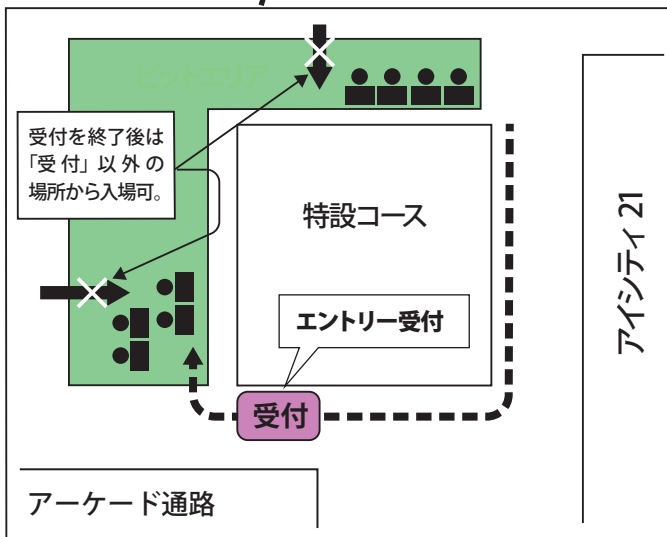 ピットエリア
受付を終了後は
「受付」以外の
場所から入場可。
特設コース
アイシティ 21
エントリー受付
受付
アーケード通路